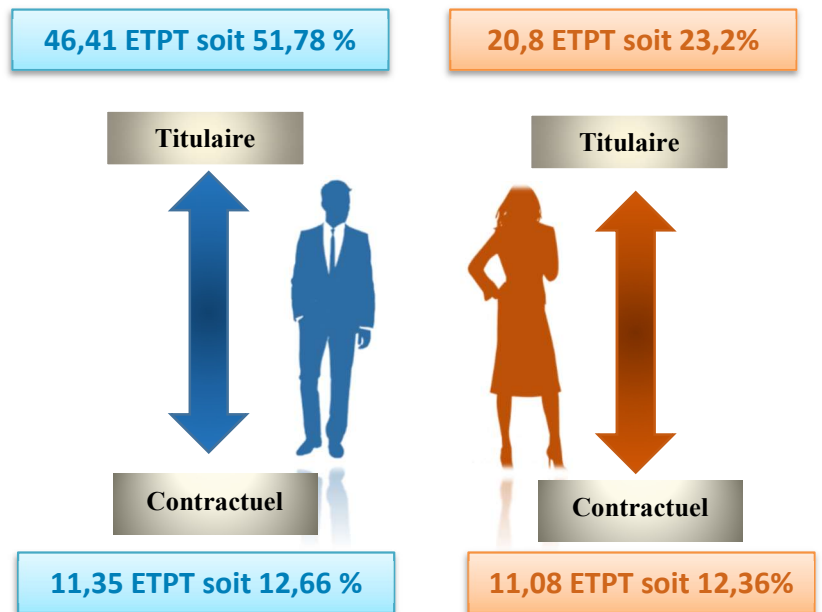 46,41 ETPT soit 51,78 %
20,8 ETPT soit 23,2%
Titulaire
Titulaire
Contractuel
Contractuel
11,35 ETPT soit 12,66 %
11,08 ETPT soit 12,36%